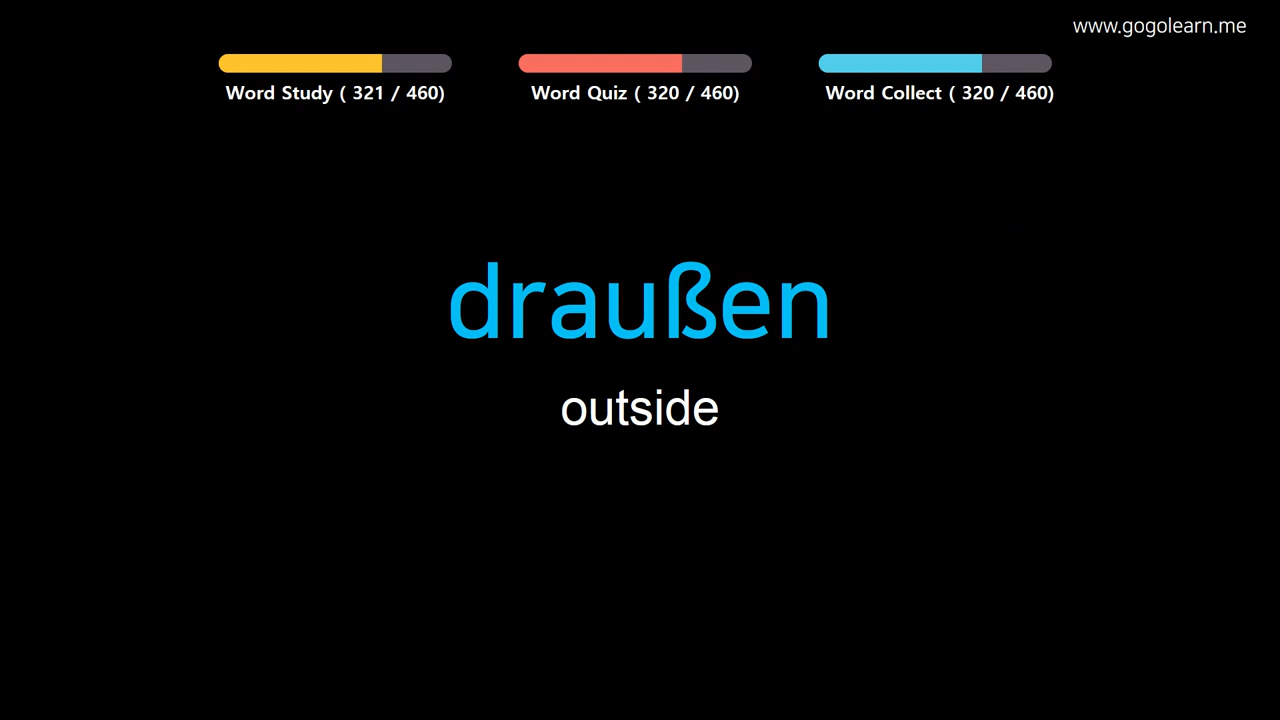 www.gogolearn.me
Word Study ( 321 / 460)
Word Quiz ( 320 / 460)
Word Collect ( 320 / 460)
draußen
outside